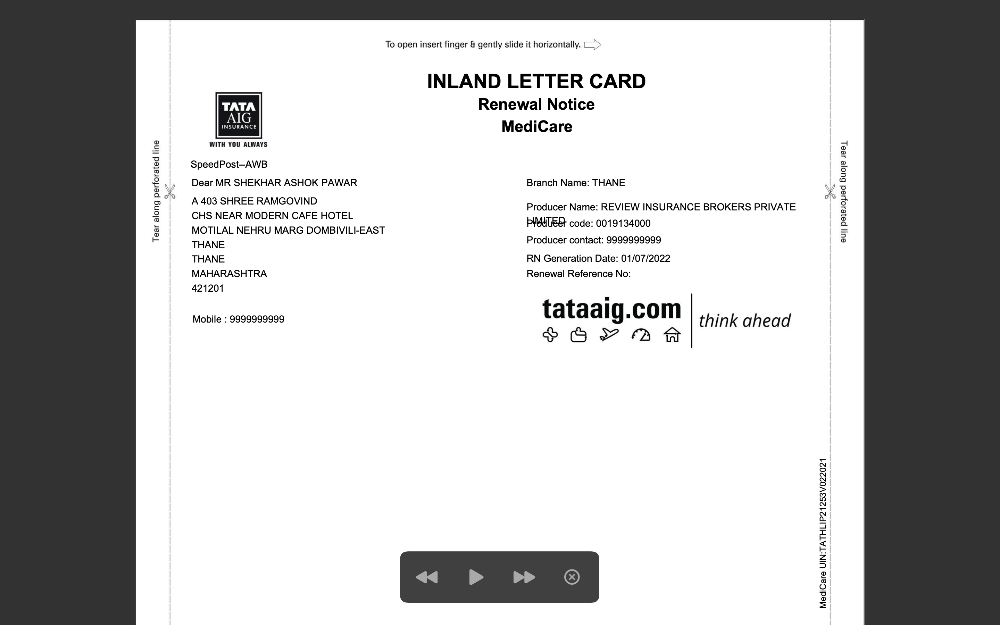 To open insert finger & gently slide it horizontally.
INLAND LETTER CARD
Renewal Notice
MediCare
TATA
AIG
INSURANCE
WITH YOU ALWAYS
Tear along perforated line
Tear along perforated line
SpeedPost--AWB
Dear MR SHEKHAR ASHOK PAWAR
A 403 SHREE RAMGOVIND
CHS NEAR MODERN CAFE HOTEL
MOTILAL NEHRU MARG DOMBIVILI-EAST
THANE
THANE
MAHARASHTRA
421201
Mobile : 9999999999
Branch Name: THANE
Producer Name: REVIEW INSURANCE BROKERS PRIVATE
LIMITED
Producer code: 0019134000
Producer contact: 9999999999
RN Generation Date: 01/07/2022
Renewal Reference No:
tataaig.com
think ahead
MediCare UIN:TATHLIP21253V022021